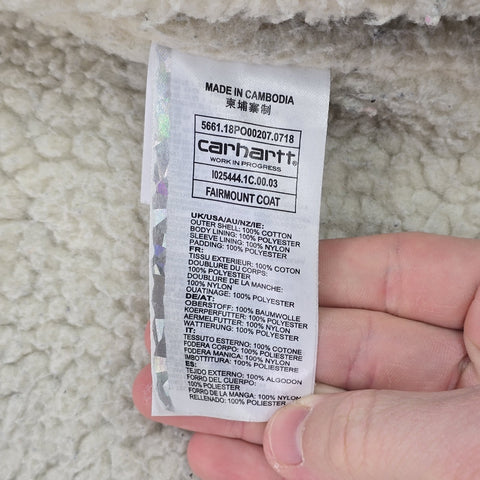 MADE IN CAMBODIA
柬埔寨制
5661.18PO00207.0718
carhartt®
WORK IN PROGRESS
I025444.1C.00.03
FAIRMOUNT COAT
UK/USA/AU/NZ/IE:
OUTER SHELL: 100% COTTON
BODY LINING: 100% POLYESTER
SLEEVE LINING: 100% NYLON
PADDING: 100% POLYESTER
FR:
TISSU EXTERIEUR: 100% COTON
DOUBLURE DU CORPS:
100% POLYESTER
DOUBLURE DE LA MANCHE:
100% NYLON
OUATINAGE: 100% POLYESTER
DE/AT:
OBERSTOFF: 100% BAUMWOLLE
KOERPERFUTTER: 100% POLYESTER
AERMELFUTTER: 100% NYLON
WATTIERUNG: 100% POLYESTER
IT:
TESSUTO ESTERNO: 100% COTONE
FODERA CORPO: 100% POLIESTERE
FODERA MANICA: 100% NYLON
IMBOTTITURA: 100% POLIESTERE
ES:
TEJIDO EXTERNO: 100% ALGODON
FORRO DEL CUERPO:
100% POLIESTER
FORRO DE LA MANGA: 100% NYLON
RELLENADO: 100% POLIESTER